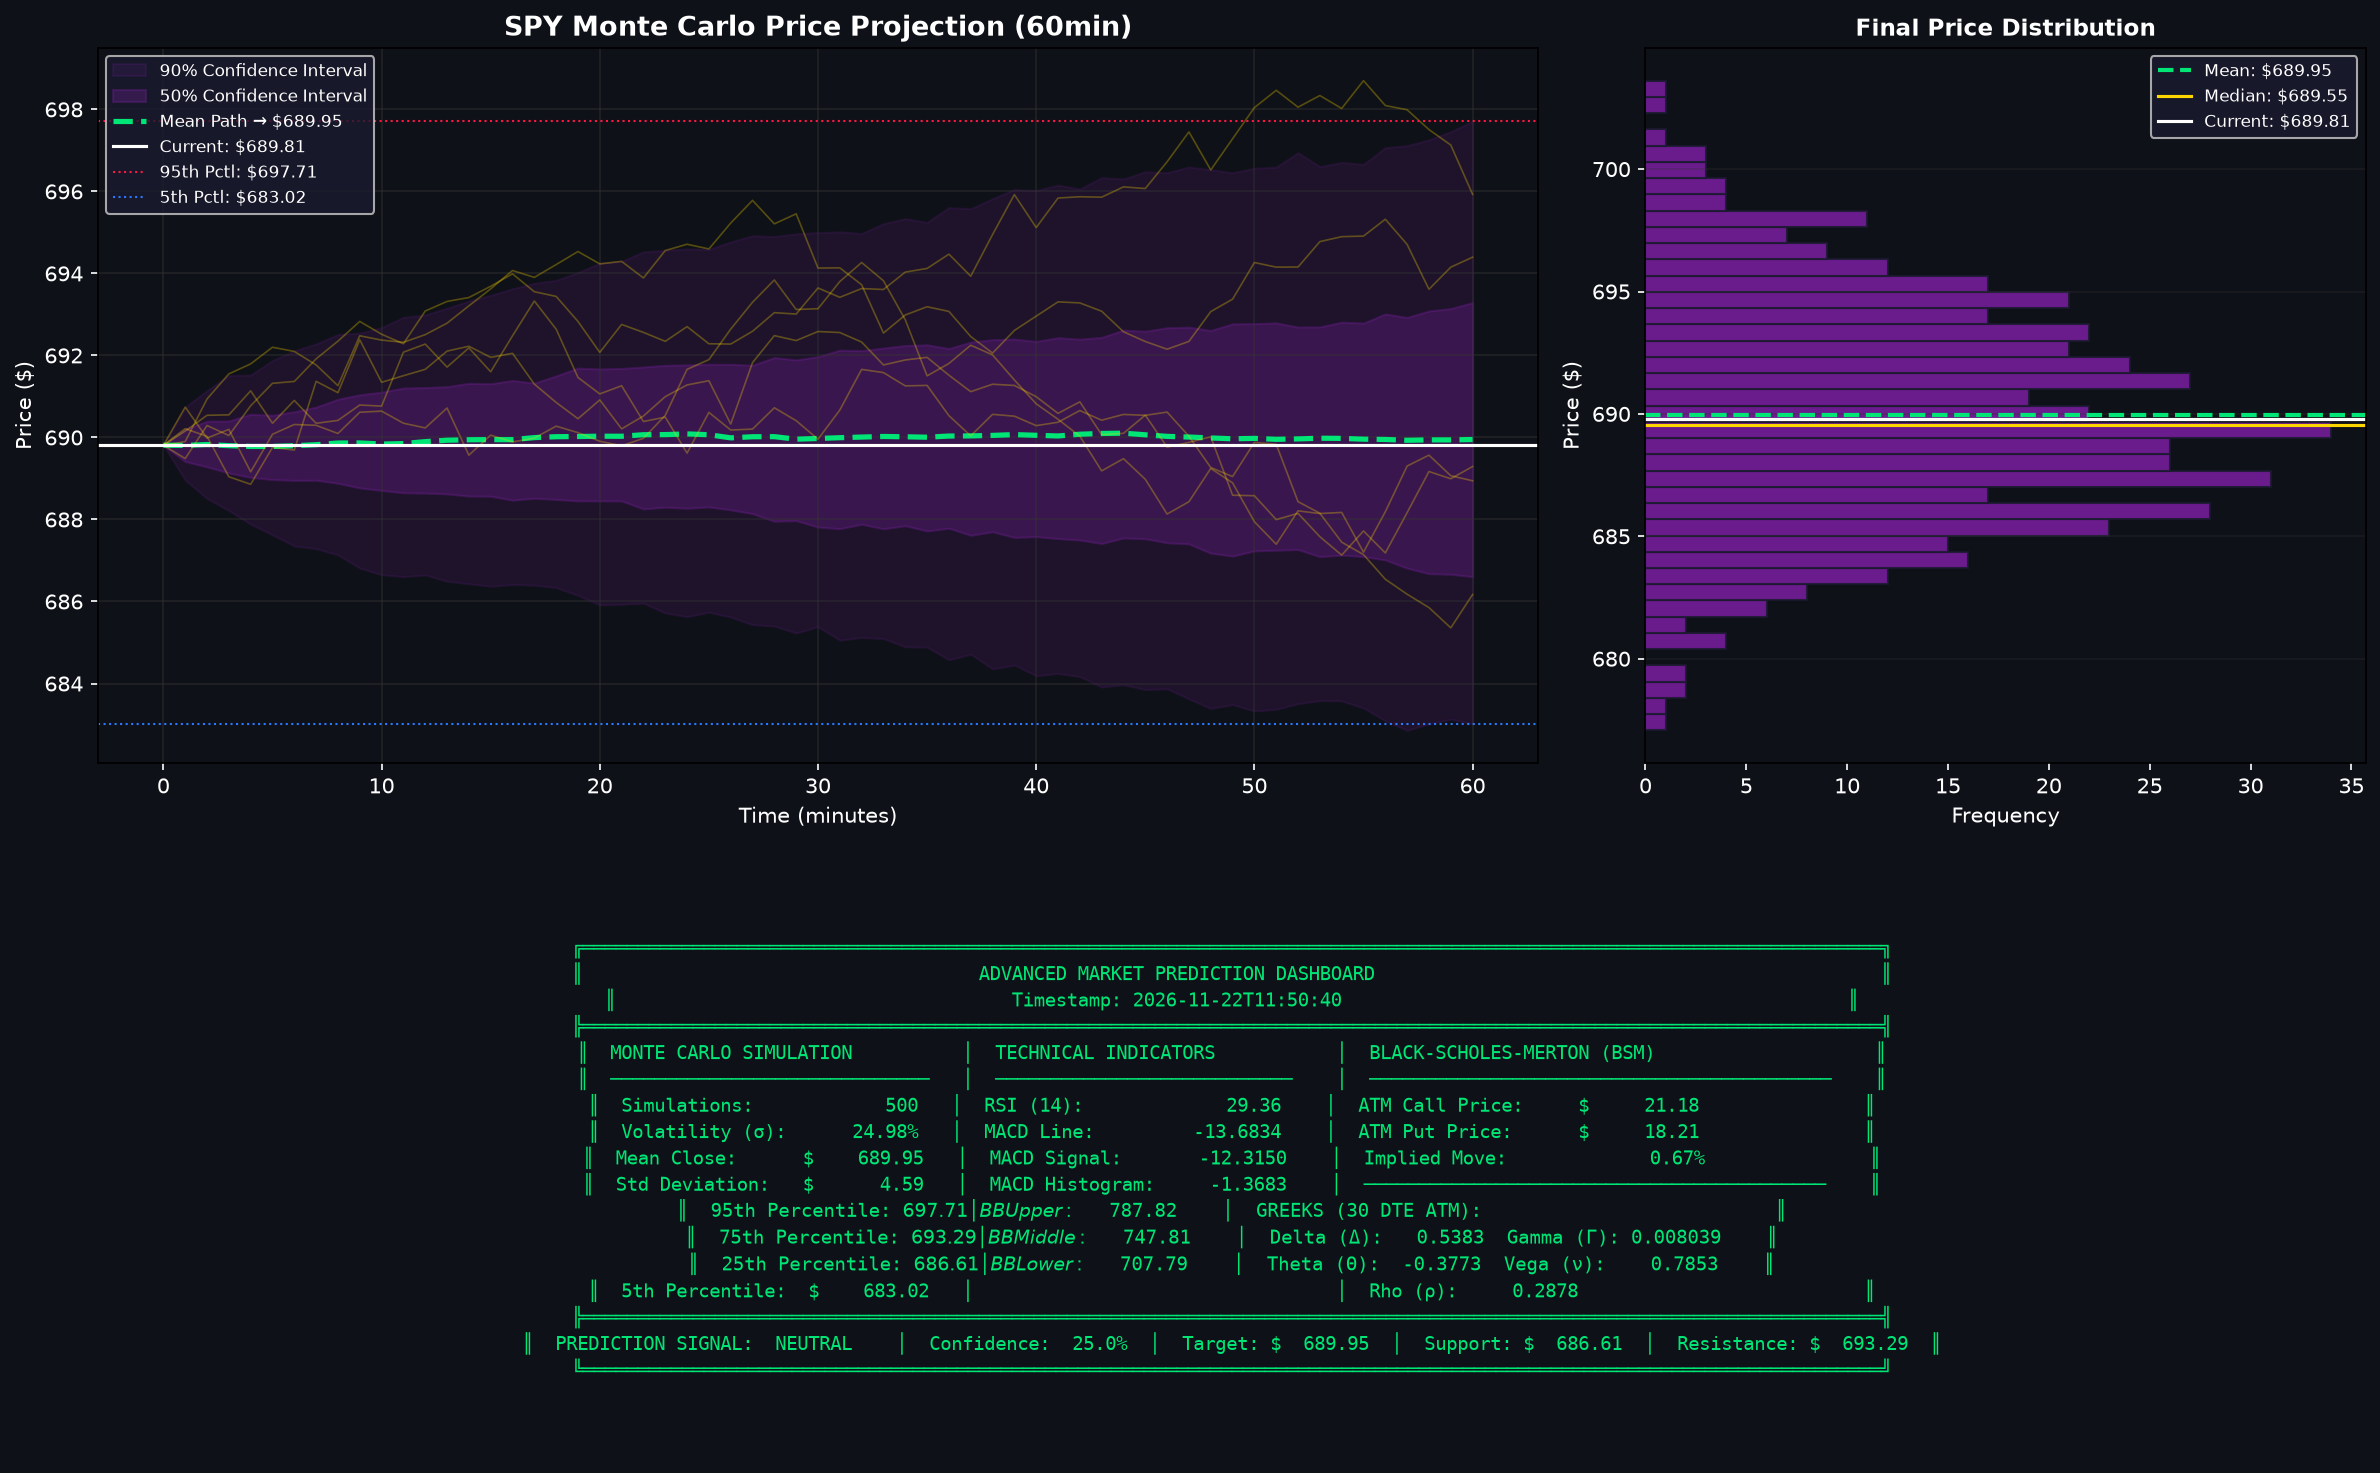 SPY Monte Carlo Price Projection (60min)
90% Confidence Interval
50% Confidence Interval
Mean Path → $689.95
Current: $689.81
95th Pctl: $697.71
5th Pctl: $683.02
698
696
694
692
690
688
686
684
Price ($)
0 10 20 30 40 50 60
Time (minutes)
Final Price Distribution
Mean: $689.95
Median: $689.55
Current: $689.81
700
695
690
685
680
Price ($)
0 5 10 15 20 25 30 35
Frequency
ADVANCED MARKET PREDICTION DASHBOARD
Timestamp: 2026-11-22T11:50:40
MONTE CARLO SIMULATION │ TECHNICAL INDICATORS │ BLACK-SCHOLES-MERTON (BSM)
Simulations: 500 │ RSI (14): 29.36 │ ATM Call Price: $ 21.18
Volatility (σ): 24.98% │ MACD Line: -13.6834 │ ATM Put Price: $ 18.21
Mean Close: $ 689.95 │ MACD Signal: -12.3150 │ Implied Move: 0.67%
Std Deviation: $ 4.59 │ MACD Histogram: -1.3683 │
95th Percentile: 697.71│BBUpper: 787.82 │ GREEKS (30 DTE ATM):
75th Percentile: 693.29│BBMiddle: 747.81 │ Delta (Δ): 0.5383 Gamma (Γ): 0.008039
25th Percentile: 686.61│BBLower: 707.79 │ Theta (Θ): -0.3773 Vega (ν): 0.7853
5th Percentile: $ 683.02 │ │ Rho (ρ): 0.2878
PREDICTION SIGNAL: NEUTRAL │ Confidence: 25.0% │ Target: $ 689.95 │ Support: $ 686.61 │ Resistance: $ 693.29